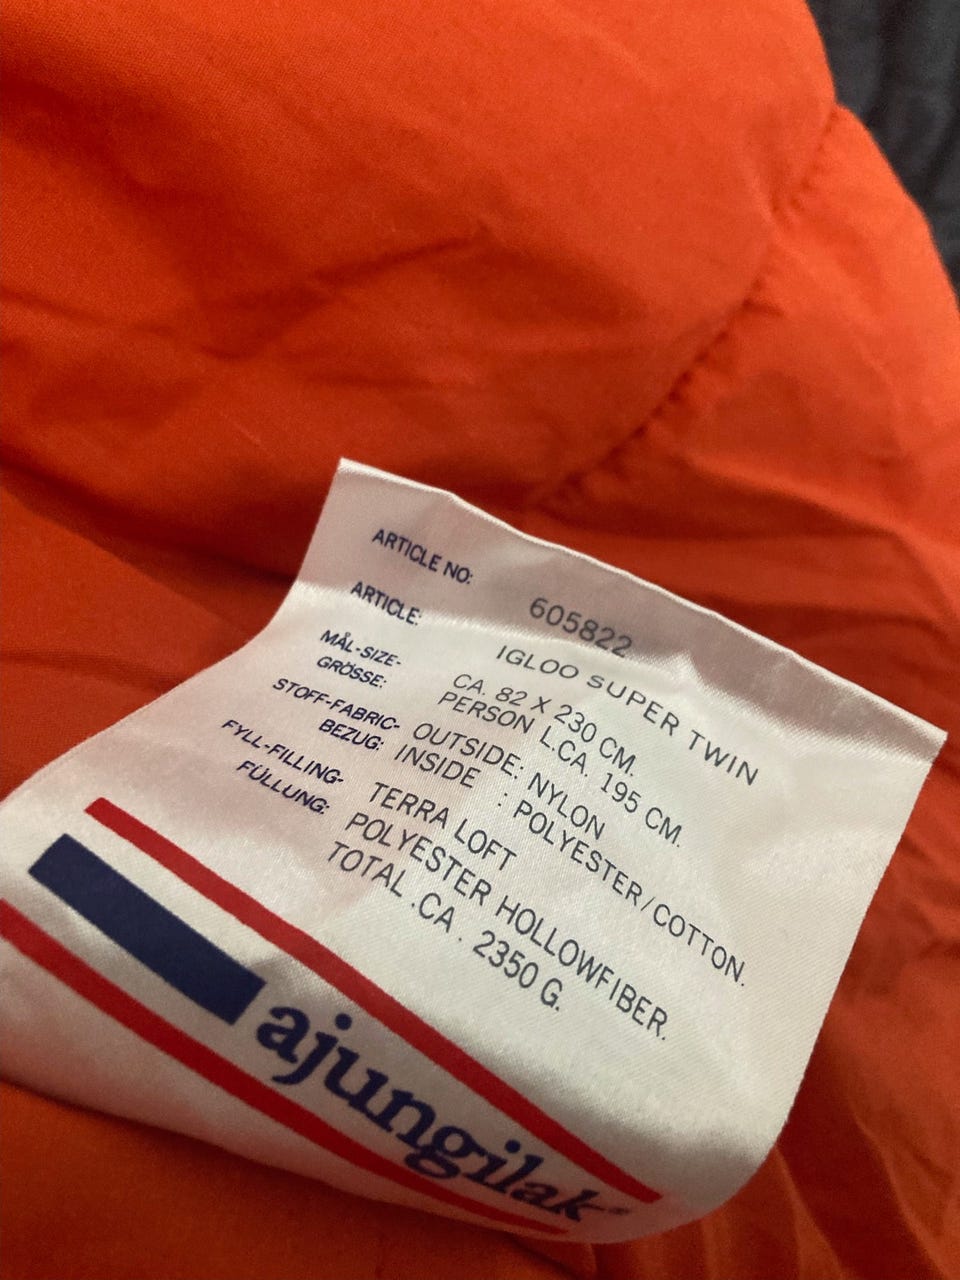 ARTICLE NO: 605822
ARTICLE: IGLOO SUPER TWIN
MÅL-SIZE- CA. 82 X 230 CM.
GRÖSSE: PERSON L.CA. 195 CM.
STOFF-FABRIC- OUTSIDE: NYLON
BEZUG: INSIDE : POLYESTER/COTTON.
FYLL-FILLING- TERRA LOFT
FÜLLUNG: POLYESTER HOLLOWFIBER.
TOTAL .CA . 2350 G.
ajungilak®